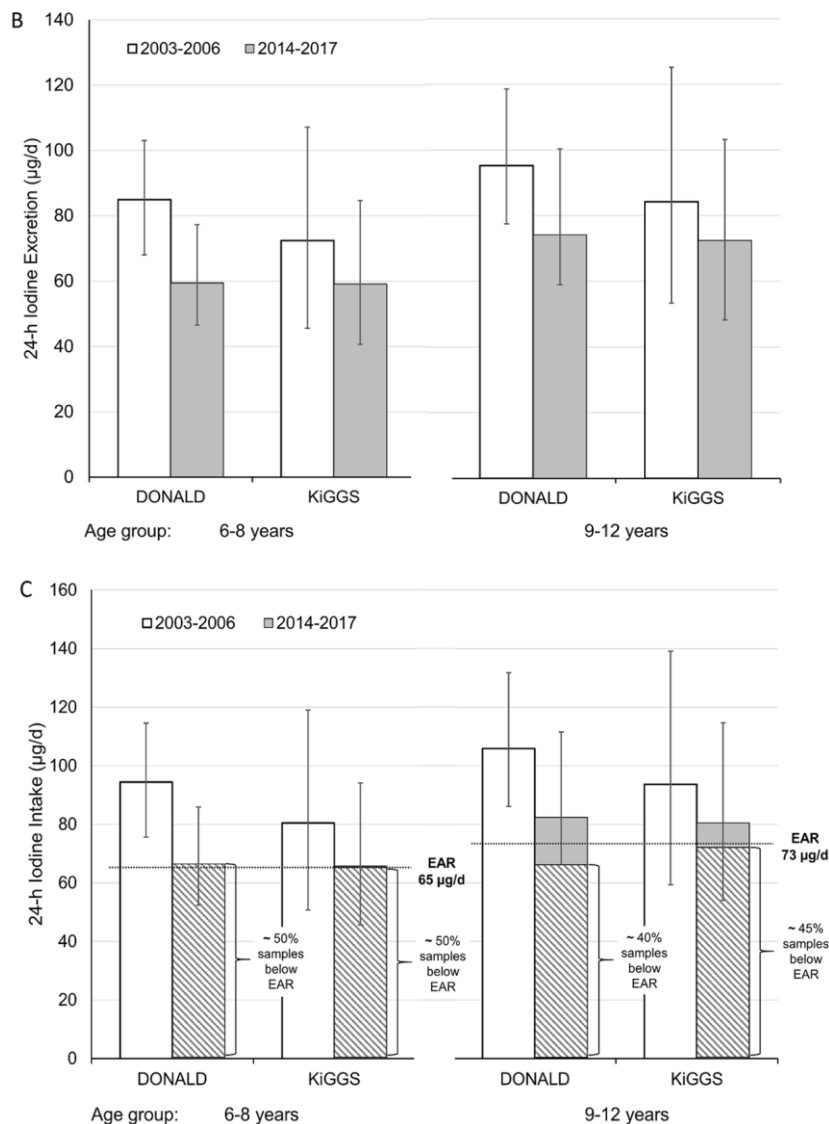 B
140
120
100
80
60
40
20
0
24-h Iodine Excretion (µg/d)
2003-2006 2014-2017
DONALD KiGGS DONALD KiGGS
Age group: 6-8 years 9-12 years
C
160
140
120
100
80
60
40
20
0
24-h Iodine Intake (µg/d)
2003-2006 2014-2017
EAR
65 µg/d
EAR
73 µg/d
~ 50%
samples
below
EAR
~ 50%
samples
below
EAR
~ 40%
samples
below
EAR
~ 45%
samples
below
EAR
DONALD KiGGS DONALD KiGGS
Age group: 6-8 years 9-12 years